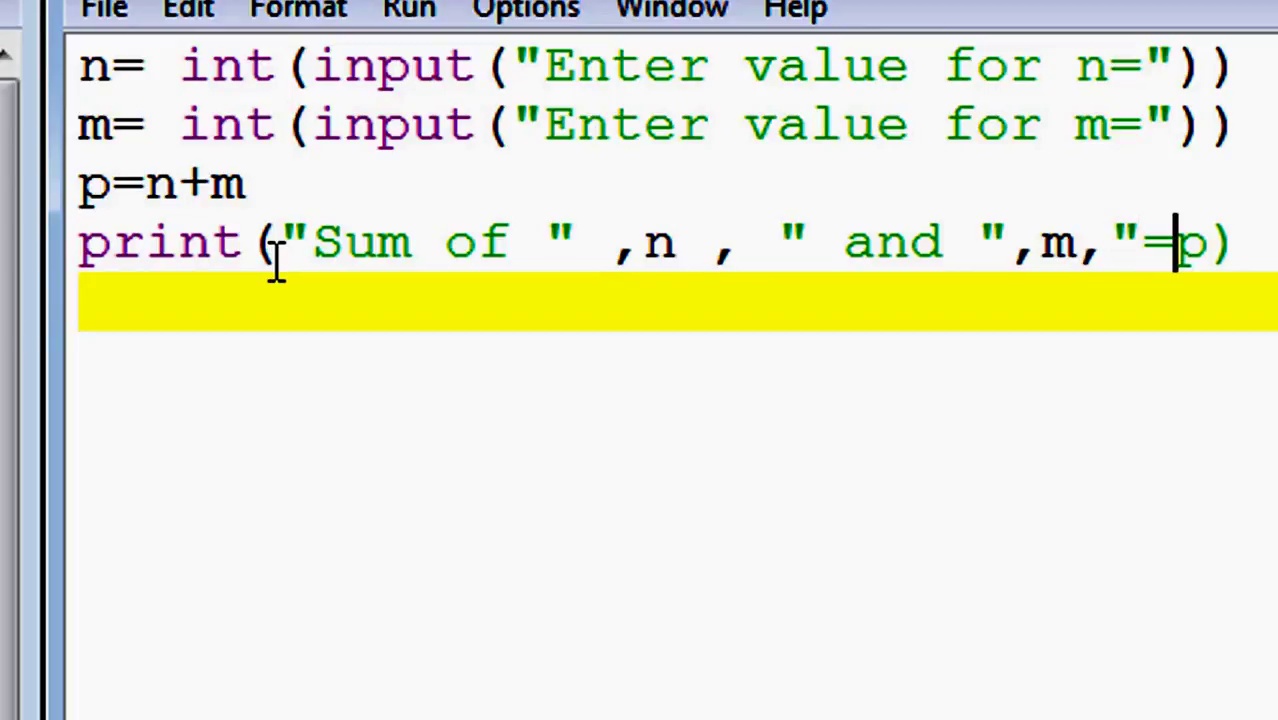 File Edit Format Run Options Window Help
n= int(input("Enter value for n="))
m= int(input("Enter value for m="))
p=n+m
print("Sum of " ,n , " and ",m,"=p)